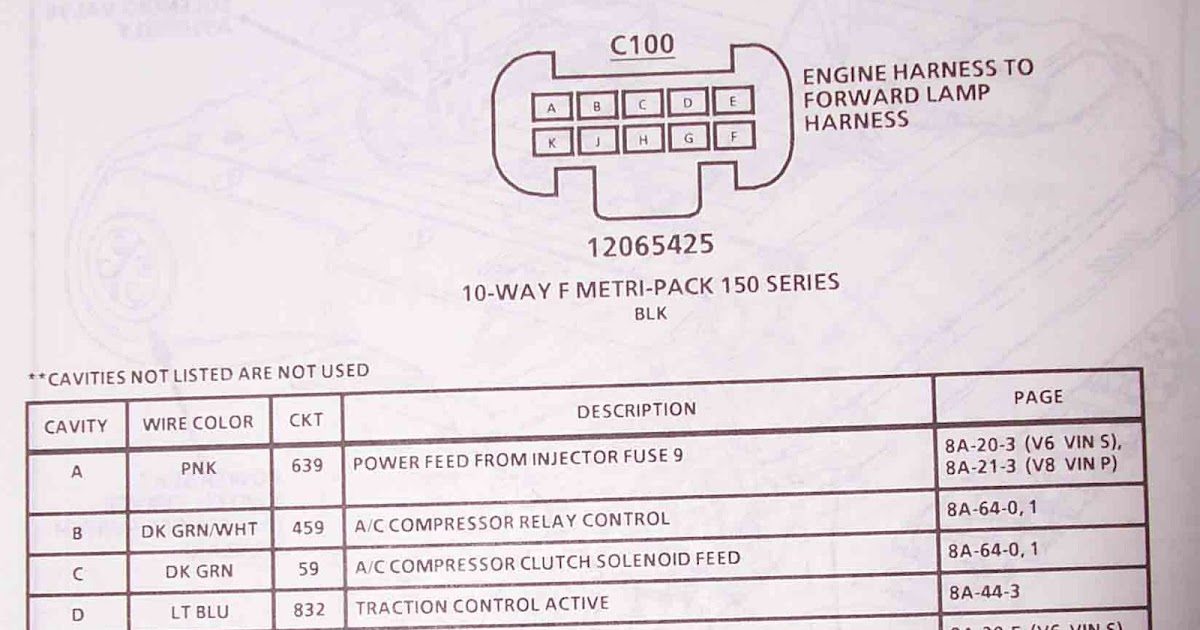 C100
ENGINE HARNESS TO
FORWARD LAMP
HARNESS
A B C D E
K J H G F
12065425
10-WAY F METRI-PACK 150 SERIES
BLK
**CAVITIES NOT LISTED ARE NOT USED
CAVITY WIRE COLOR CKT DESCRIPTION PAGE
A PNK 639 POWER FEED FROM INJECTOR FUSE 9 8A-20-3 (V6 VIN S),
8A-21-3 (V8 VIN P)
B DK GRN/WHT 459 A/C COMPRESSOR RELAY CONTROL 8A-64-0, 1
C DK GRN 59 A/C COMPRESSOR CLUTCH SOLENOID FEED 8A-64-0, 1
D LT BLU 832 TRACTION CONTROL ACTIVE 8A-44-3